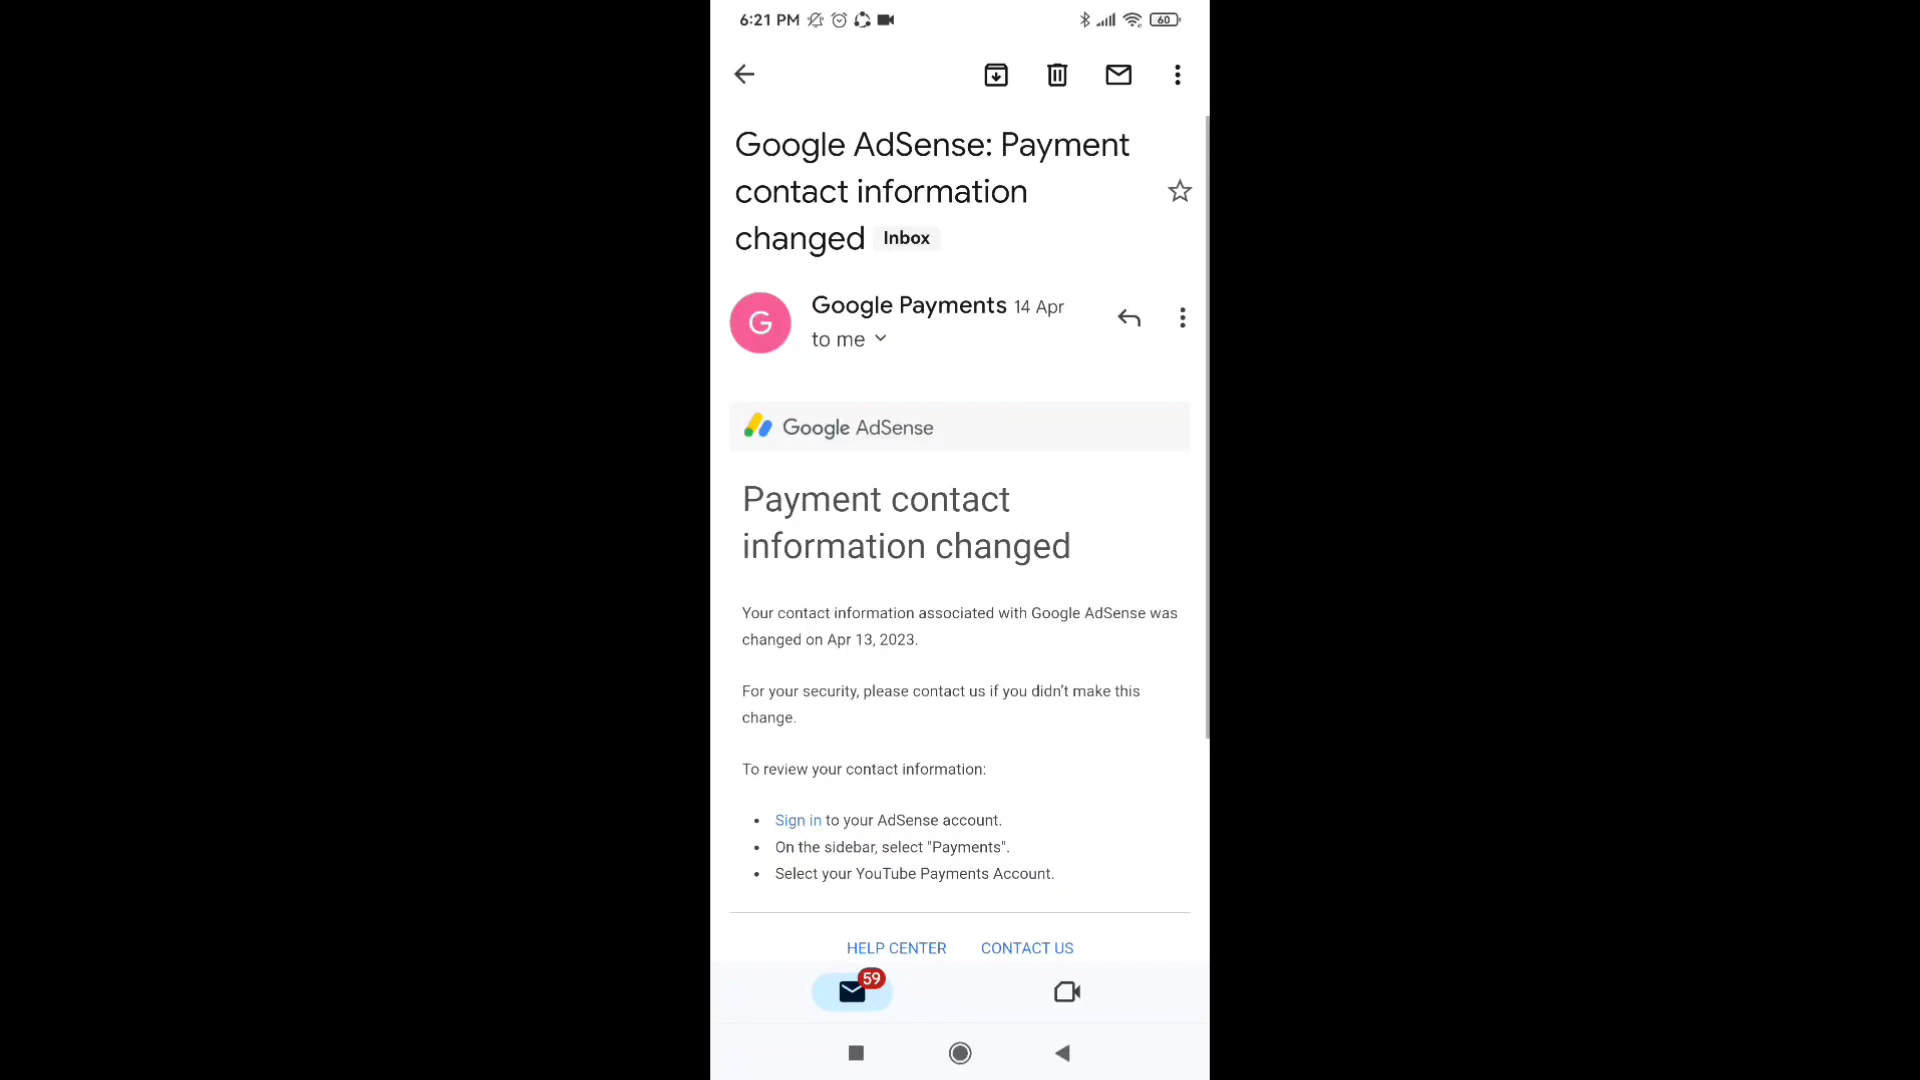 6:21 PM
60
Google AdSense: Payment
contact information
changed Inbox
G
Google Payments 14 Apr
to me
Google AdSense
Payment contact
information changed
Your contact information associated with Google AdSense was
changed on Apr 13, 2023.
For your security, please contact us if you didn't make this
change.
To review your contact information:
• Sign in to your AdSense account.
• On the sidebar, select "Payments".
• Select your YouTube Payments Account.
HELP CENTER CONTACT US
59